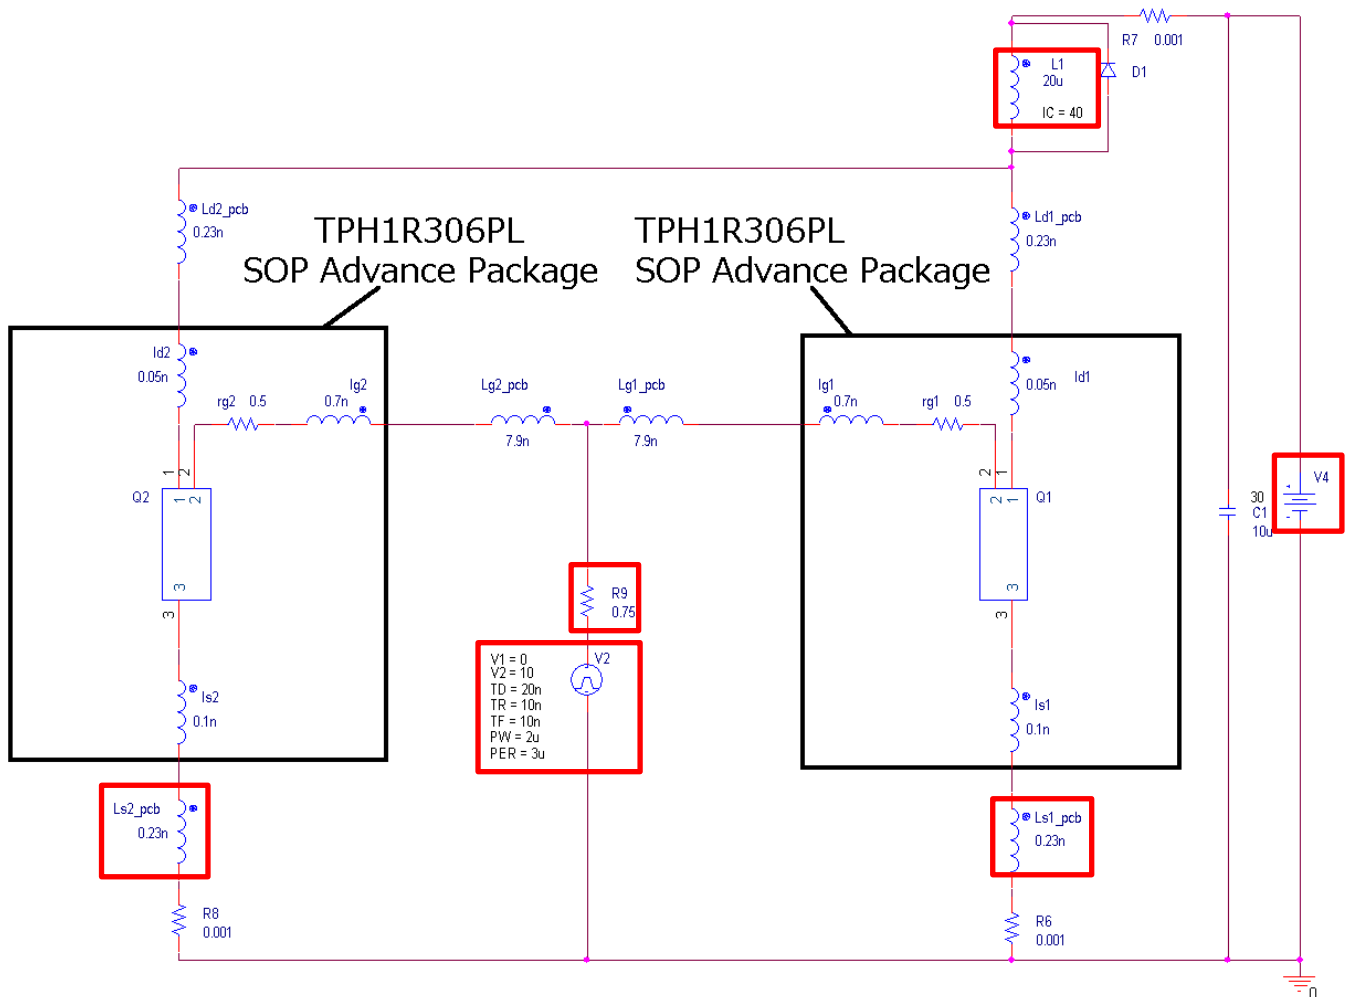 R7 0.001
L1
20u
IC = 40
D1
Ld2_pcb
0.23n
Ld1_pcb
0.23n
TPH1R306PL
SOP Advance Package
TPH1R306PL
SOP Advance Package
ld2
0.05n
rg2 0.5
lg2
0.7n
Lg2_pcb
7.9n
Lg1_pcb
7.9n
lg1
0.7n
rg1 0.5
ld1
0.05n
1
2
Q2
1
2
3
3
2
1
2
1
Q1
3
3
V4
30
C1
10u
R9
0.75
V1 = 0
V2 = 10
TD = 20n
TR = 10n
TF = 10n
PW = 2u
PER = 3u
V2
ls2
0.1n
ls1
0.1n
Ls2_pcb
0.23n
Ls1_pcb
0.23n
R8
0.001
R6
0.001
0